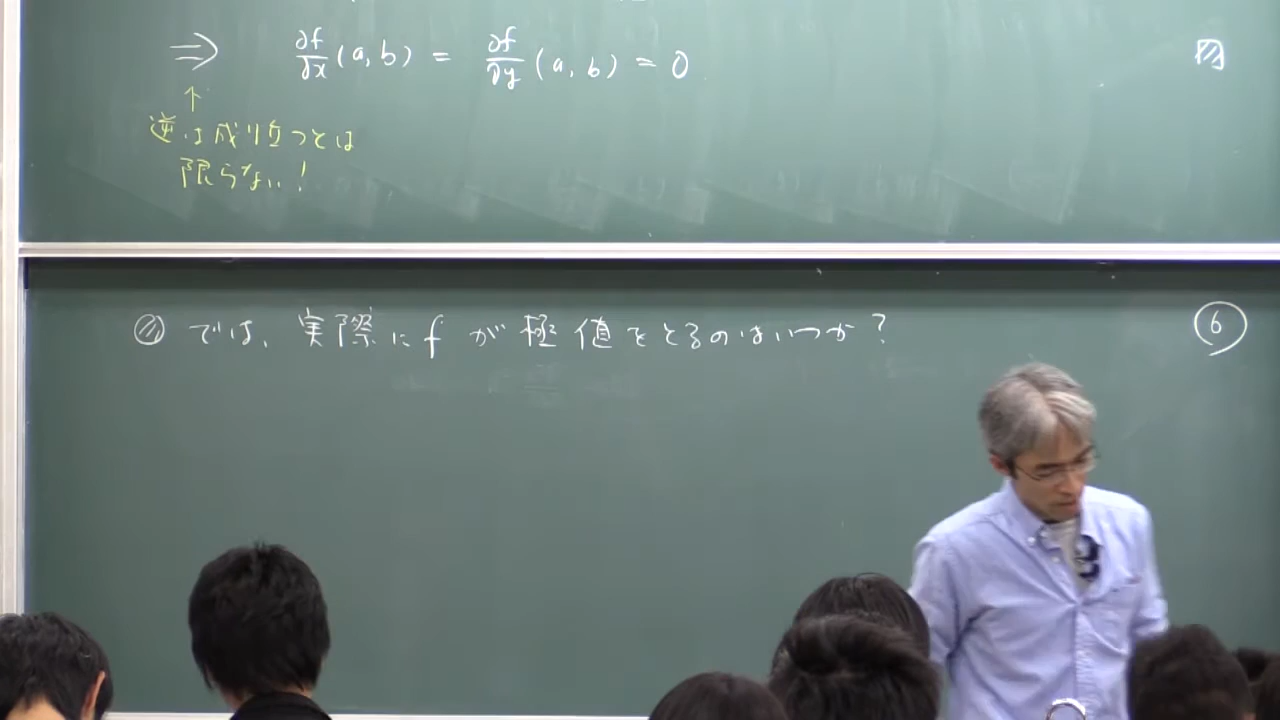 ⇒ ∂f/∂x (a, b) = ∂f/∂y (a, b) = 0
↑
逆は成り立つとは
限らない!
では、実際に f が極値をとるのはいつか? ⑥